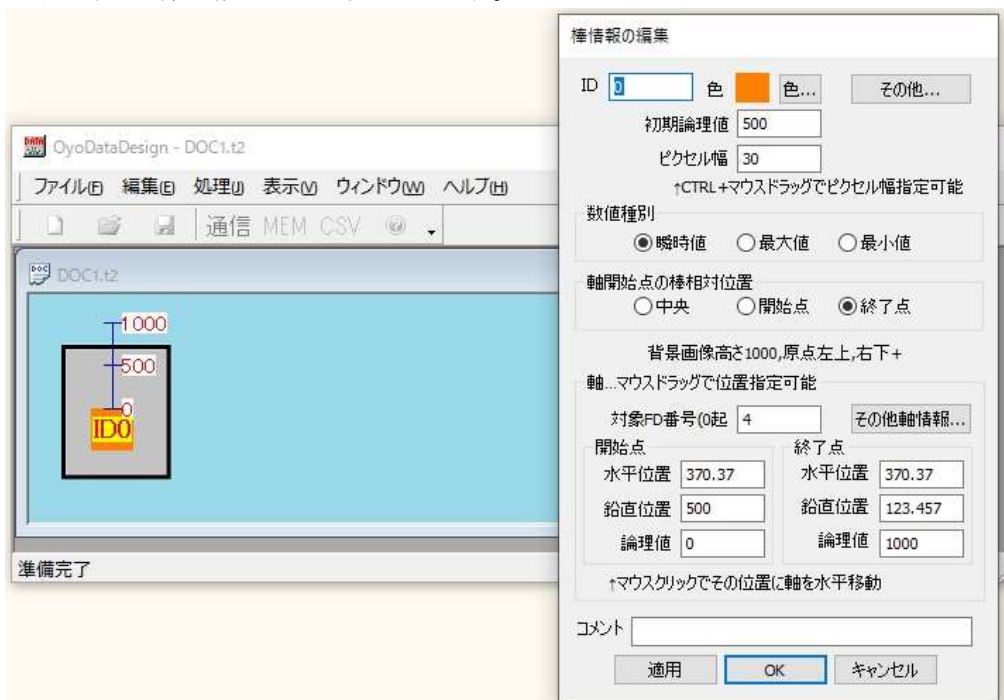 棒情報の編集
ID 0 色 色... その他...
初期論理値 500
ピクセル幅 30
↑CTRL+マウスドラッグでピクセル幅指定可能
数値種別
瞬時値 最大値 最小値
軸開始点の棒相対位置
中央 開始点 終了点
背景画像高さ1000,原点左上,右下+
軸...マウスドラッグで位置指定可能
対象FD番号(0起 4 その他軸情報...
開始点 終了点
水平位置 370.37 水平位置 370.37
鉛直位置 500 鉛直位置 123.457
論理値 0 論理値 1000
↑マウスクリックでその位置に軸を水平移動
コメント
適用 OK キャンセル
OyoDataDesign - DOC1.t2
ファイル(F) 編集(E) 処理(U) 表示(V) ウィンドウ(W) ヘルプ(H)
通信 MEM CSV
DOC1.t2
1000
500
0
ID0
準備完了